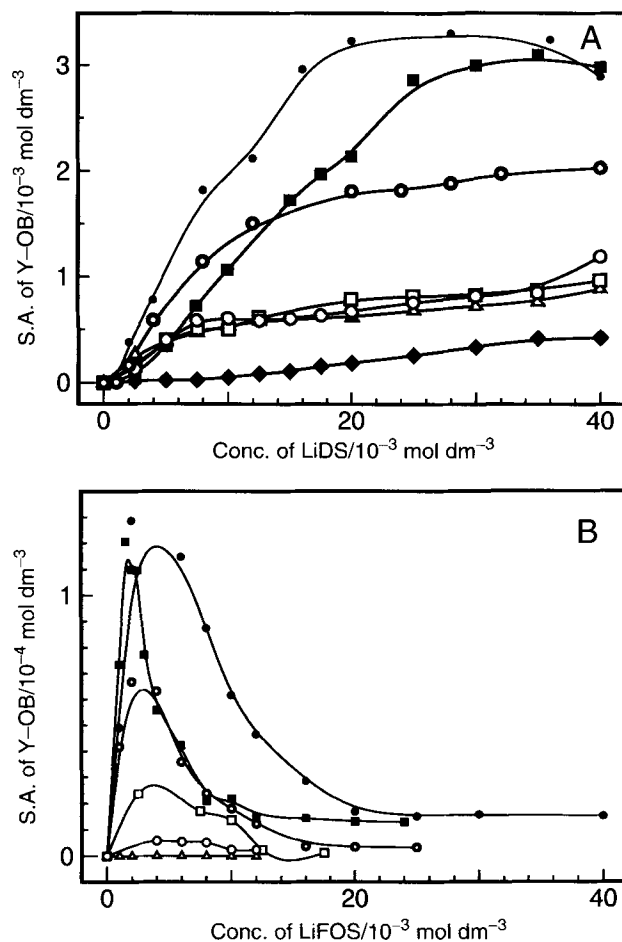 A
3
2
1
0
S.A. of Y–OB/10⁻³ mol dm⁻³
0 20 40
Conc. of LiDS/10⁻³ mol dm⁻³
B
1
0
S.A. of Y–OB/10⁻⁴ mol dm⁻³
0 10 20 30 40
Conc. of LiFOS/10⁻³ mol dm⁻³